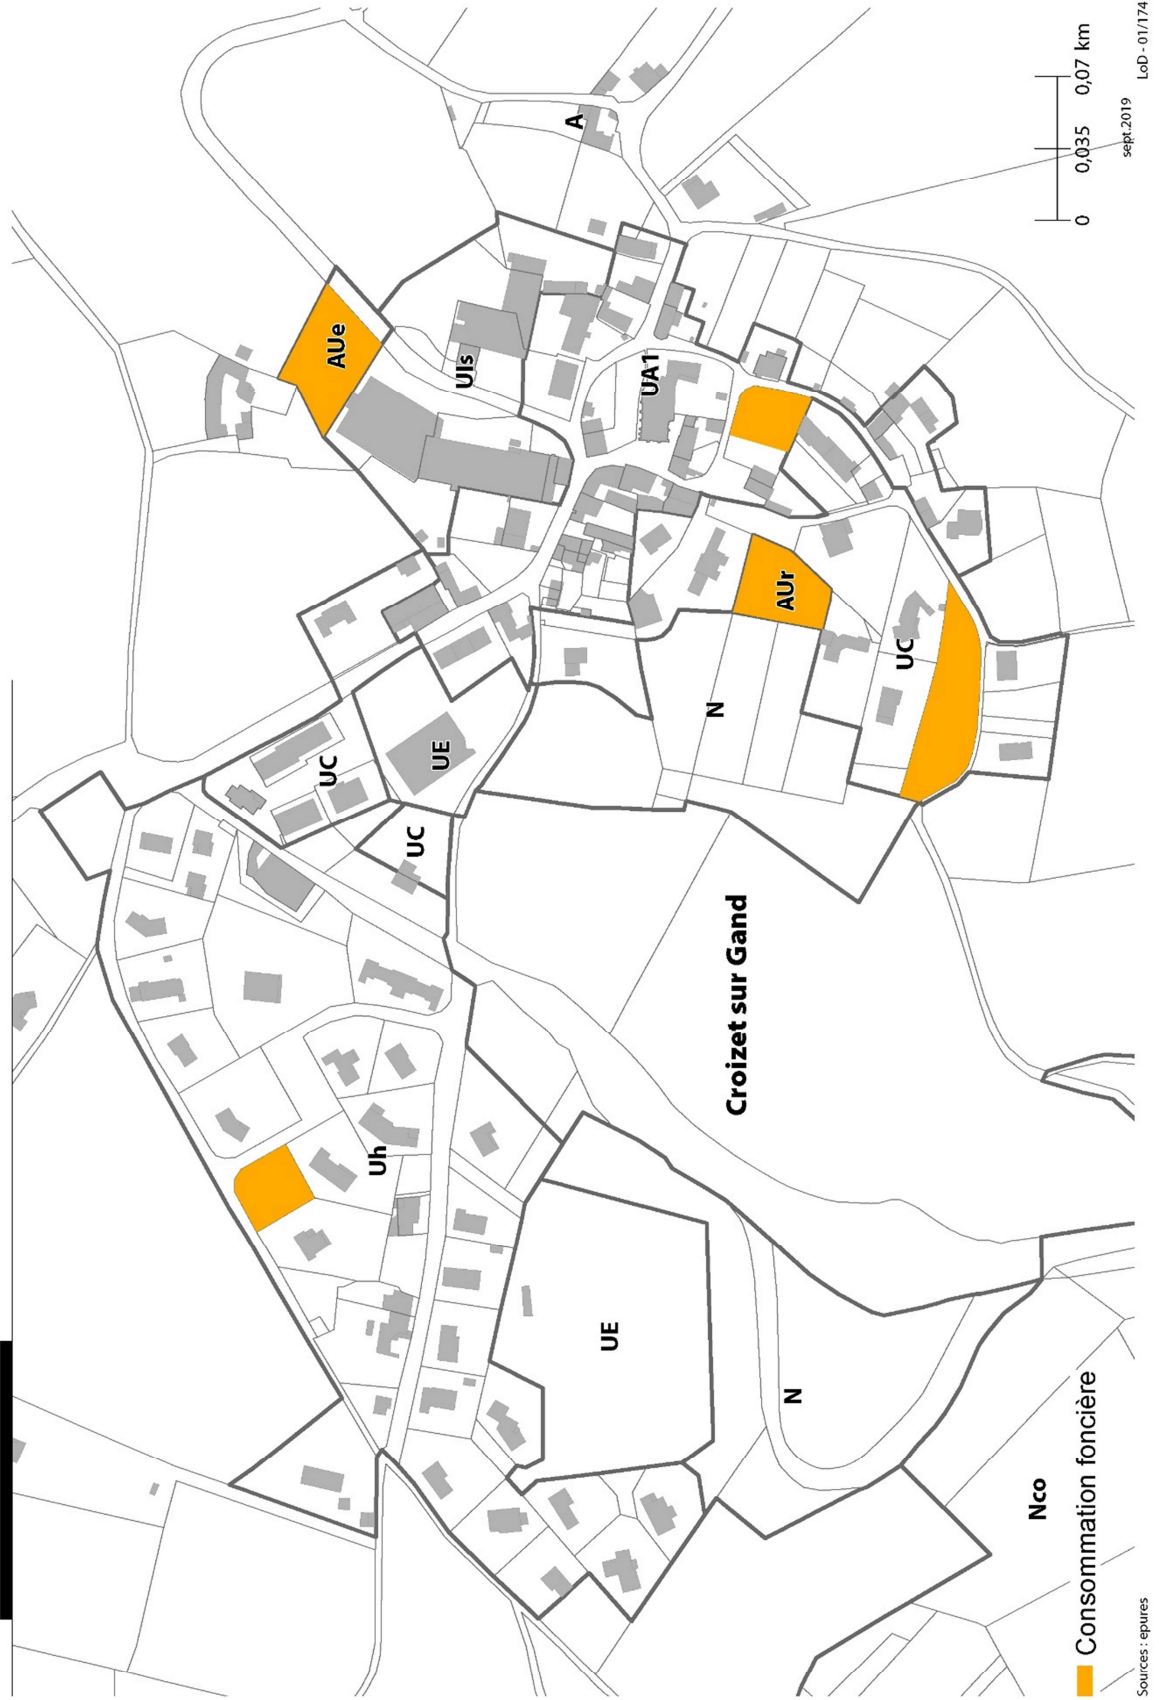 A
AUe
UIs
UA1
AUr
UC
N
UE
UC
UC
Croizet sur Gand
Uh
UE
N
Nco
0 0,035 0,07 km
sept.2019
LoD - 01/174
Consommation foncière
Sources : epures